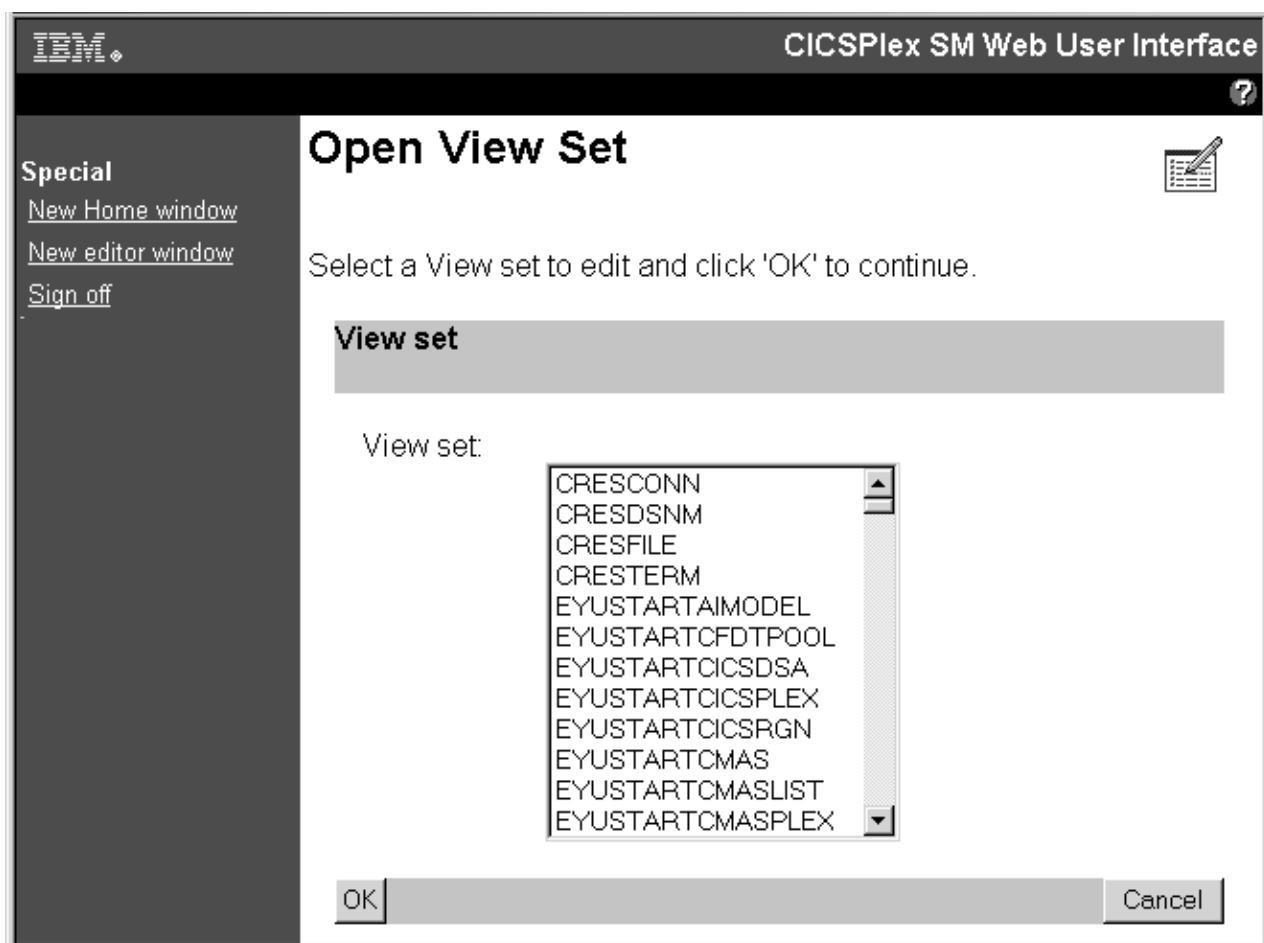 IBM.
CICSPlex SM Web User Interface
?
Special
New Home window
New editor window
Sign off
Open View Set
Select a View set to edit and click 'OK' to continue.
View set
View set:
CRESCONN
CRESDSNM
CRESFILE
CRESTERM
EYUSTARTAIMODEL
EYUSTARTCFDTPOOL
EYUSTARTCICSDSA
EYUSTARTCICSPLEX
EYUSTARTCICSRGN
EYUSTARTCMAS
EYUSTARTCMASLIST
EYUSTARTCMASPLEX
OK
Cancel